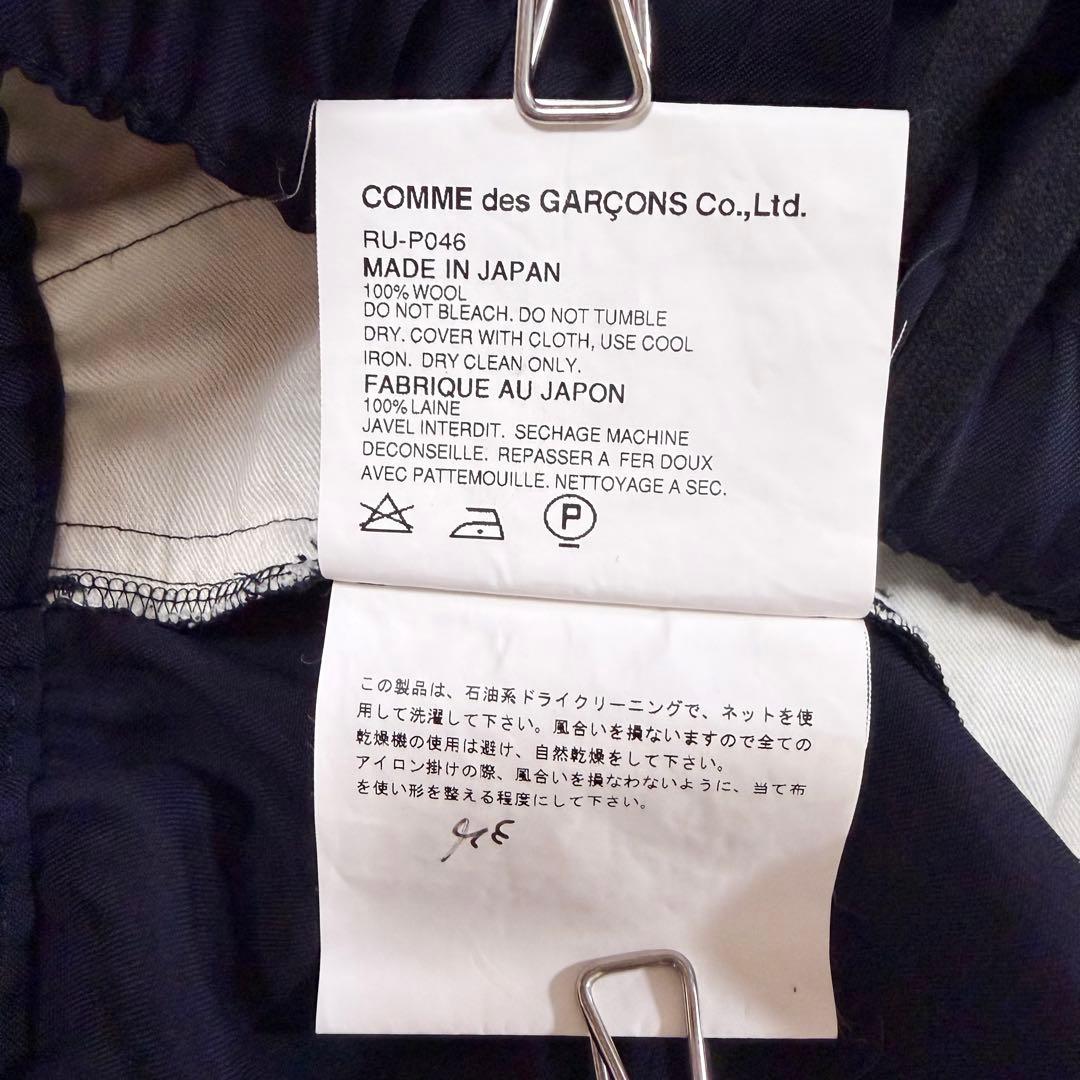 COMME des GARÇONS Co.,Ltd.
RU-P046
MADE IN JAPAN
100% WOOL
DO NOT BLEACH. DO NOT TUMBLE
DRY. COVER WITH CLOTH, USE COOL
IRON. DRY CLEAN ONLY.
FABRIQUE AU JAPON
100% LAINE
JAVEL INTERDIT. SECHAGE MACHINE
DECONSEILLE. REPASSER A FER DOUX
AVEC PATTEMOUILLE. NETTOYAGE A SEC.
P
この製品は、石油系ドライクリーニングで、ネットを使
用して洗濯して下さい。風合いを損ないますので全ての
乾燥機の使用は避け、自然乾燥をして下さい。
アイロン掛けの際、風合いを損なわないように、当て布
を使い形を整える程度にして下さい。